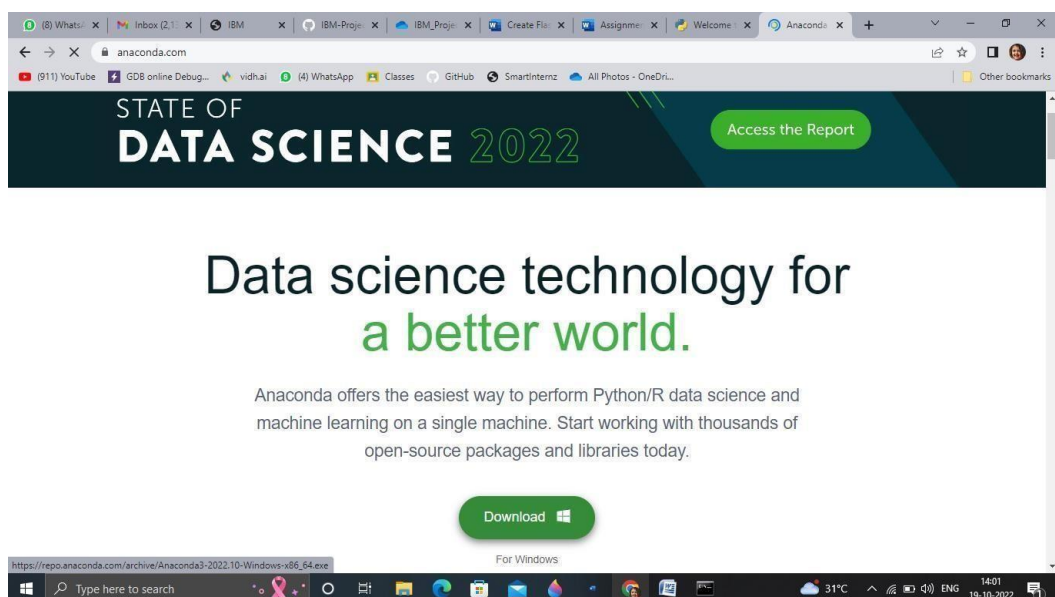 (8) Whats
Inbox (2,1
IBM
IBM-Proje
IBM_Proje
Create Flas
Assignme
Welcome
Anaconda
anaconda.com
(911) YouTube
GDB online Debug...
vidh.ai
(4) WhatsApp
Classes
GitHub
SmartInternz
All Photos - OneDri...
Other bookmarks
STATE OF
DATA SCIENCE 2022
Access the Report
Data science technology for
a better world.
Anaconda offers the easiest way to perform Python/R data science and
machine learning on a single machine. Start working with thousands of
open-source packages and libraries today.
Download
For Windows
https://repo.anaconda.com/archive/Anaconda3-2022.10-Windows-x86_64.exe
Type here to search
31°C
ENG
14:01
19-10-2022